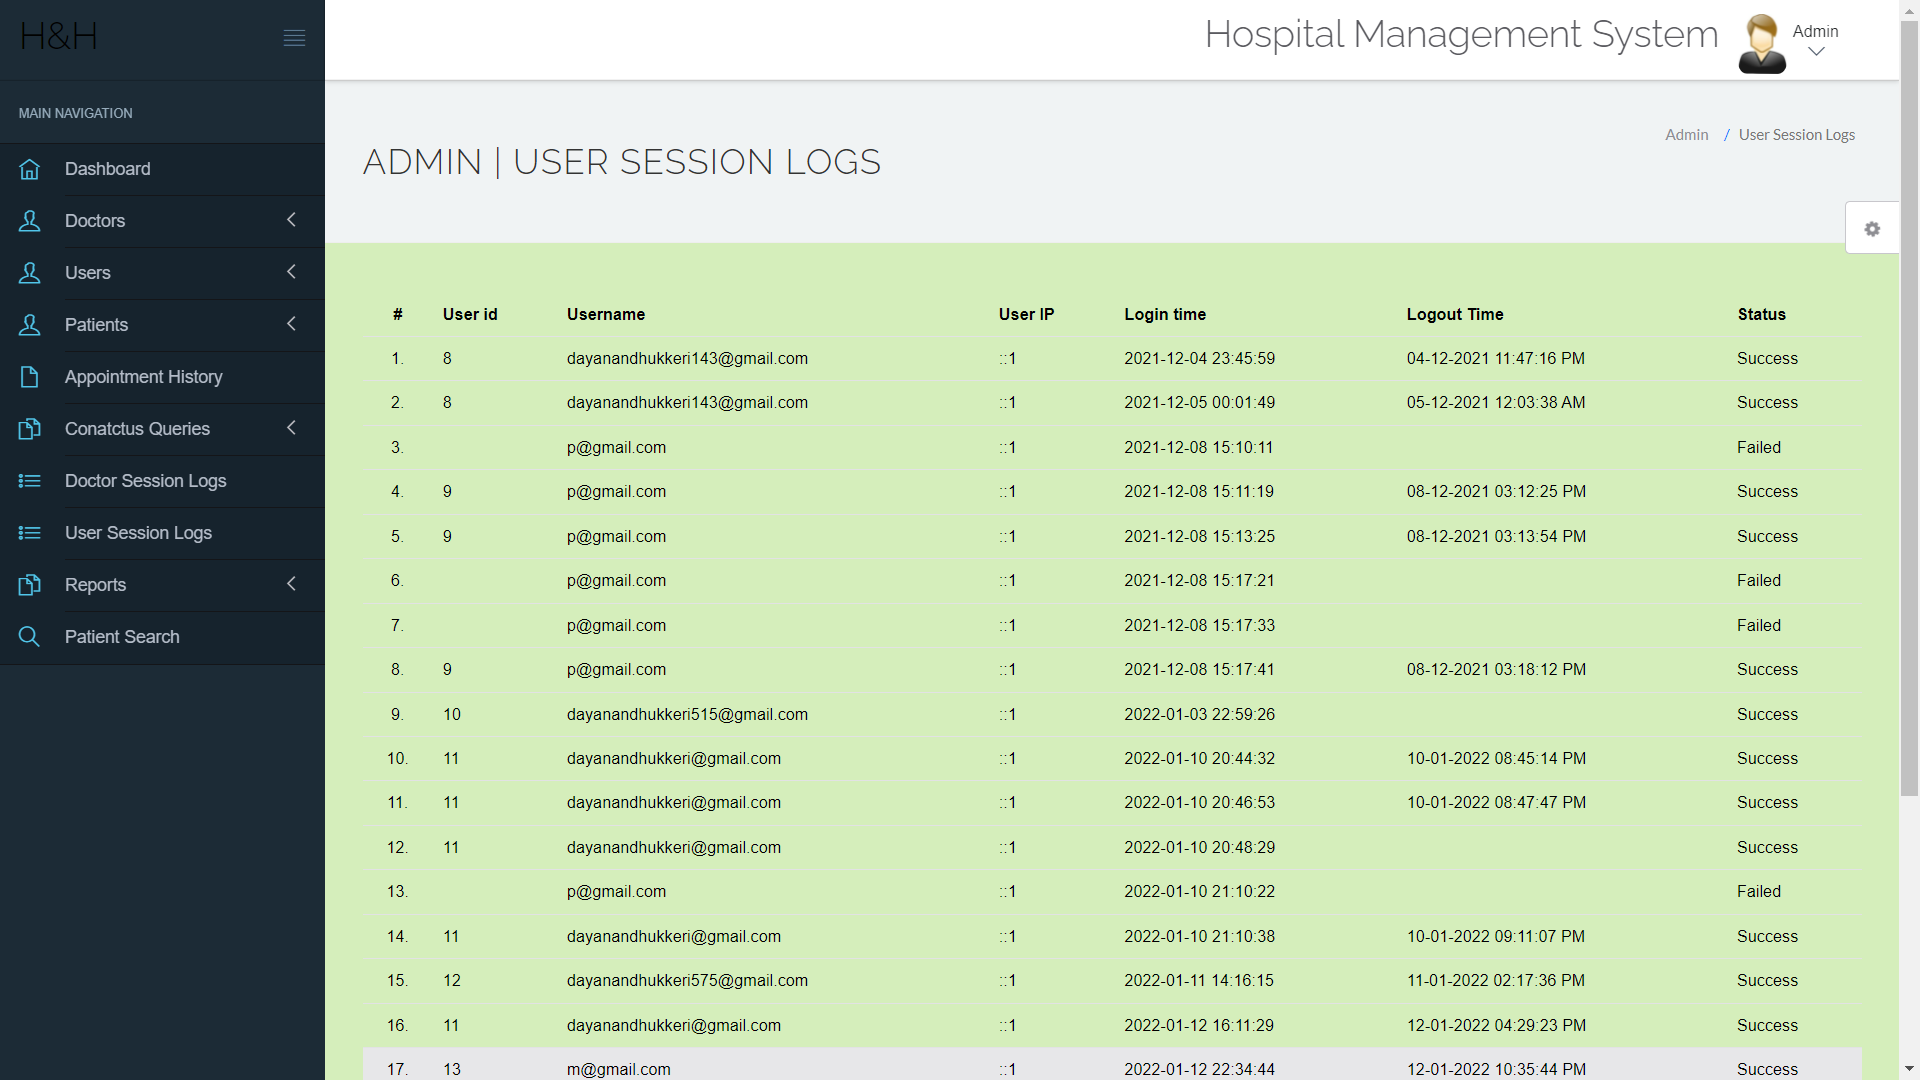 H&H
Hospital Management System
Admin
MAIN NAVIGATION
Dashboard
Doctors
Users
Patients
Appointment History
Conatctus Queries
Doctor Session Logs
User Session Logs
Reports
Patient Search
Admin / User Session Logs
ADMIN | USER SESSION LOGS
# User id Username User IP Login time Logout Time Status
1. 8 dayanandhukkeri143@gmail.com ::1 2021-12-04 23:45:59 04-12-2021 11:47:16 PM Success
2. 8 dayanandhukkeri143@gmail.com ::1 2021-12-05 00:01:49 05-12-2021 12:03:38 AM Success
3. p@gmail.com ::1 2021-12-08 15:10:11 Failed
4. 9 p@gmail.com ::1 2021-12-08 15:11:19 08-12-2021 03:12:25 PM Success
5. 9 p@gmail.com ::1 2021-12-08 15:13:25 08-12-2021 03:13:54 PM Success
6. p@gmail.com ::1 2021-12-08 15:17:21 Failed
7. p@gmail.com ::1 2021-12-08 15:17:33 Failed
8. 9 p@gmail.com ::1 2021-12-08 15:17:41 08-12-2021 03:18:12 PM Success
9. 10 dayanandhukkeri515@gmail.com ::1 2022-01-03 22:59:26 Success
10. 11 dayanandhukkeri@gmail.com ::1 2022-01-10 20:44:32 10-01-2022 08:45:14 PM Success
11. 11 dayanandhukkeri@gmail.com ::1 2022-01-10 20:46:53 10-01-2022 08:47:47 PM Success
12. 11 dayanandhukkeri@gmail.com ::1 2022-01-10 20:48:29 Success
13. p@gmail.com ::1 2022-01-10 21:10:22 Failed
14. 11 dayanandhukkeri@gmail.com ::1 2022-01-10 21:10:38 10-01-2022 09:11:07 PM Success
15. 12 dayanandhukkeri575@gmail.com ::1 2022-01-11 14:16:15 11-01-2022 02:17:36 PM Success
16. 11 dayanandhukkeri@gmail.com ::1 2022-01-12 16:11:29 12-01-2022 04:29:23 PM Success
17. 13 m@gmail.com ::1 2022-01-12 22:34:44 12-01-2022 10:35:44 PM Success